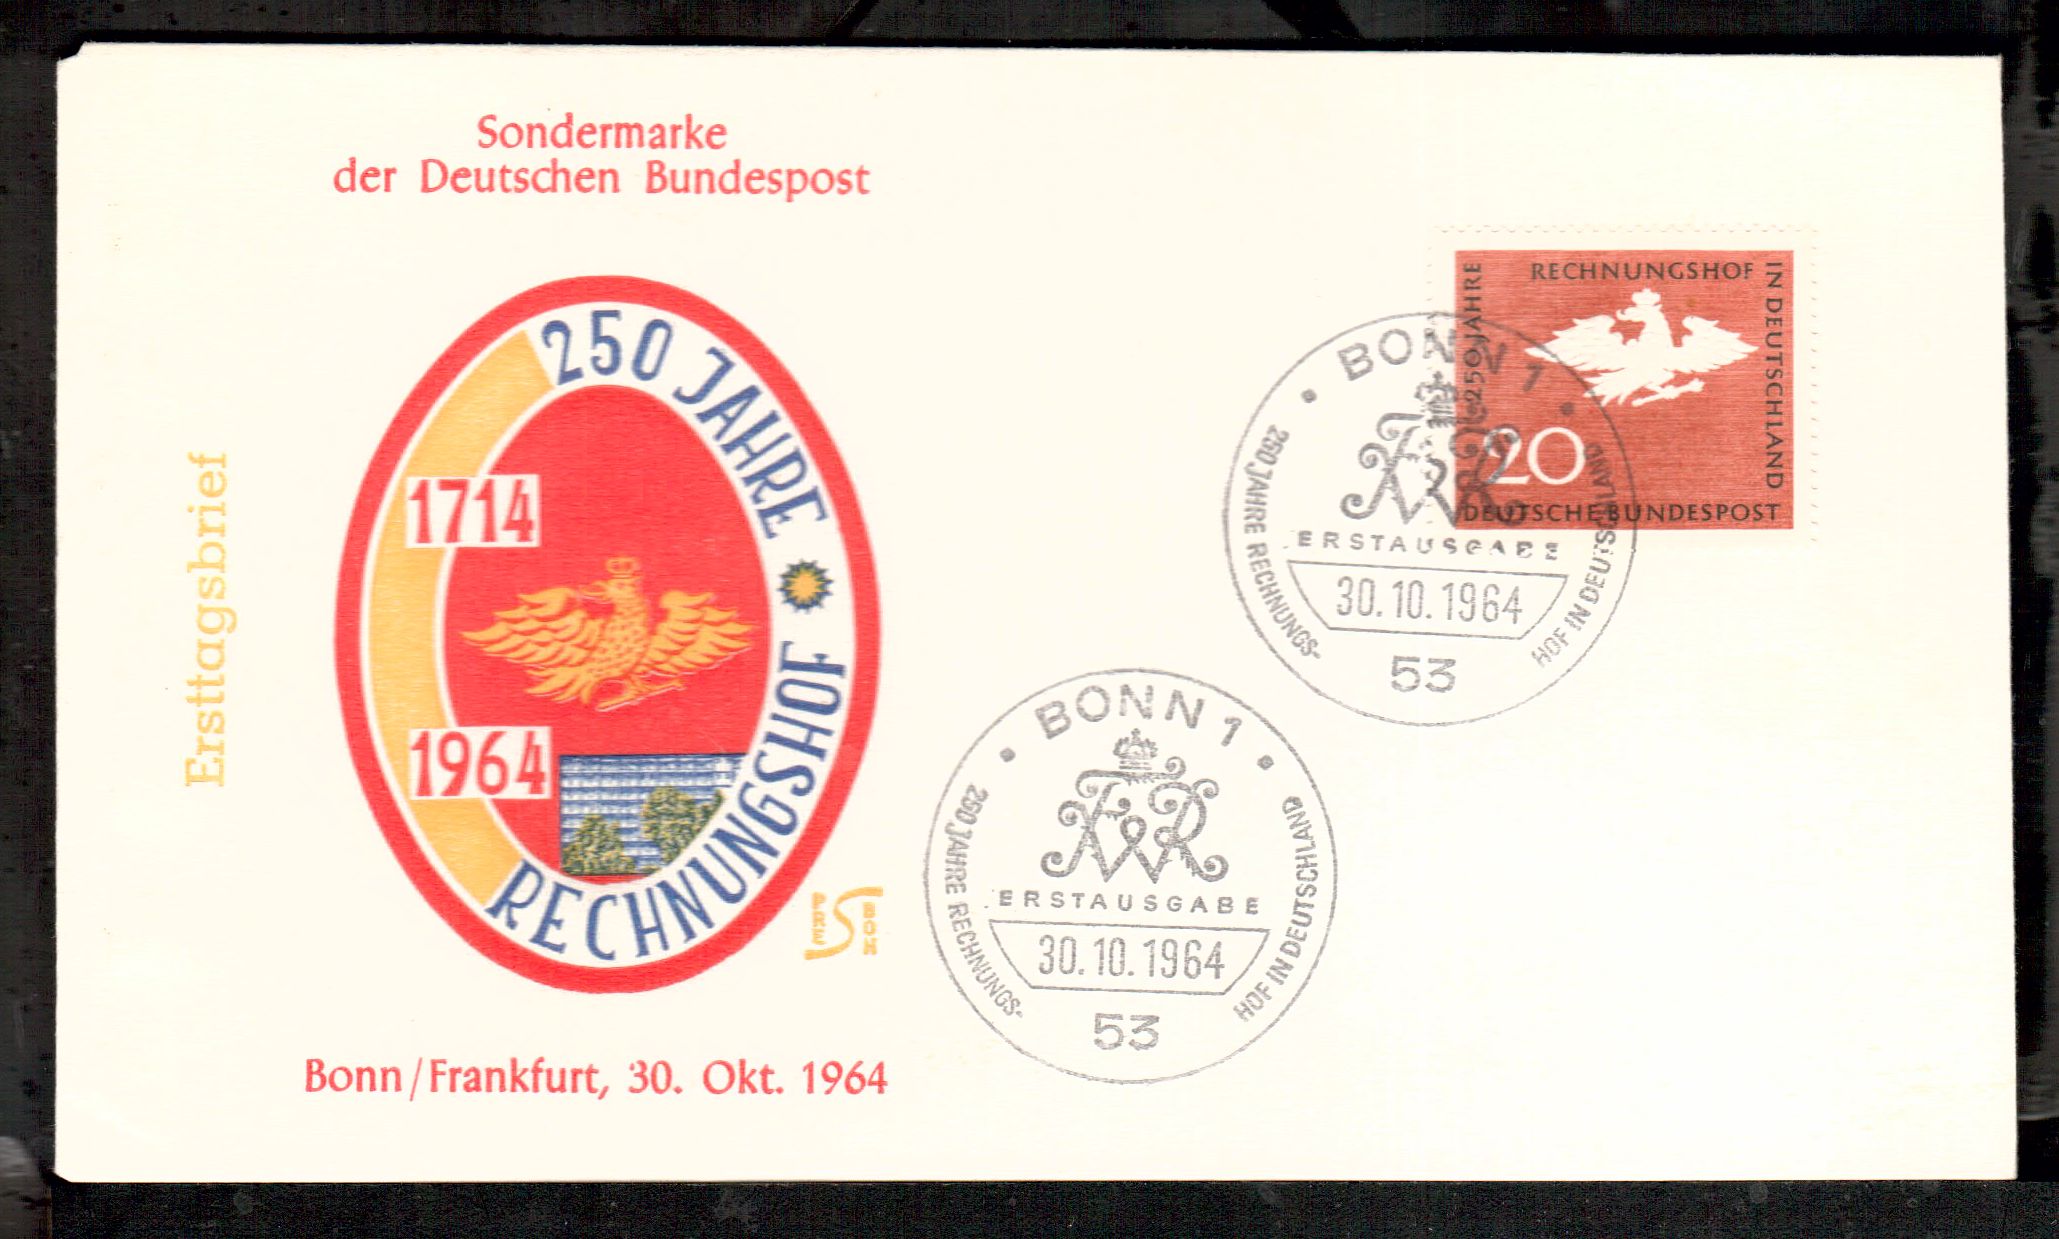 Sondermarke
der Deutschen Bundespost
Ersttagsbrief
250 JAHRE
RECHNUNGSHOF
1714
1964
Bonn/Frankfurt, 30. Okt. 1964
250 JAHRE
RECHNUNGSHOF
IN DEUTSCHLAND
20
DEUTSCHE BUNDESPOST
BONN 1
250 JAHRE RECHNUNGS-
HOF IN DEUTSCHLAND
ERSTAUSGABE
30.10.1964
53
BONN 1
FWR
250 JAHRE RECHNUNGS-
HOF IN DEUTSCHLAND
ERSTAUSGABE
30.10.1964
53